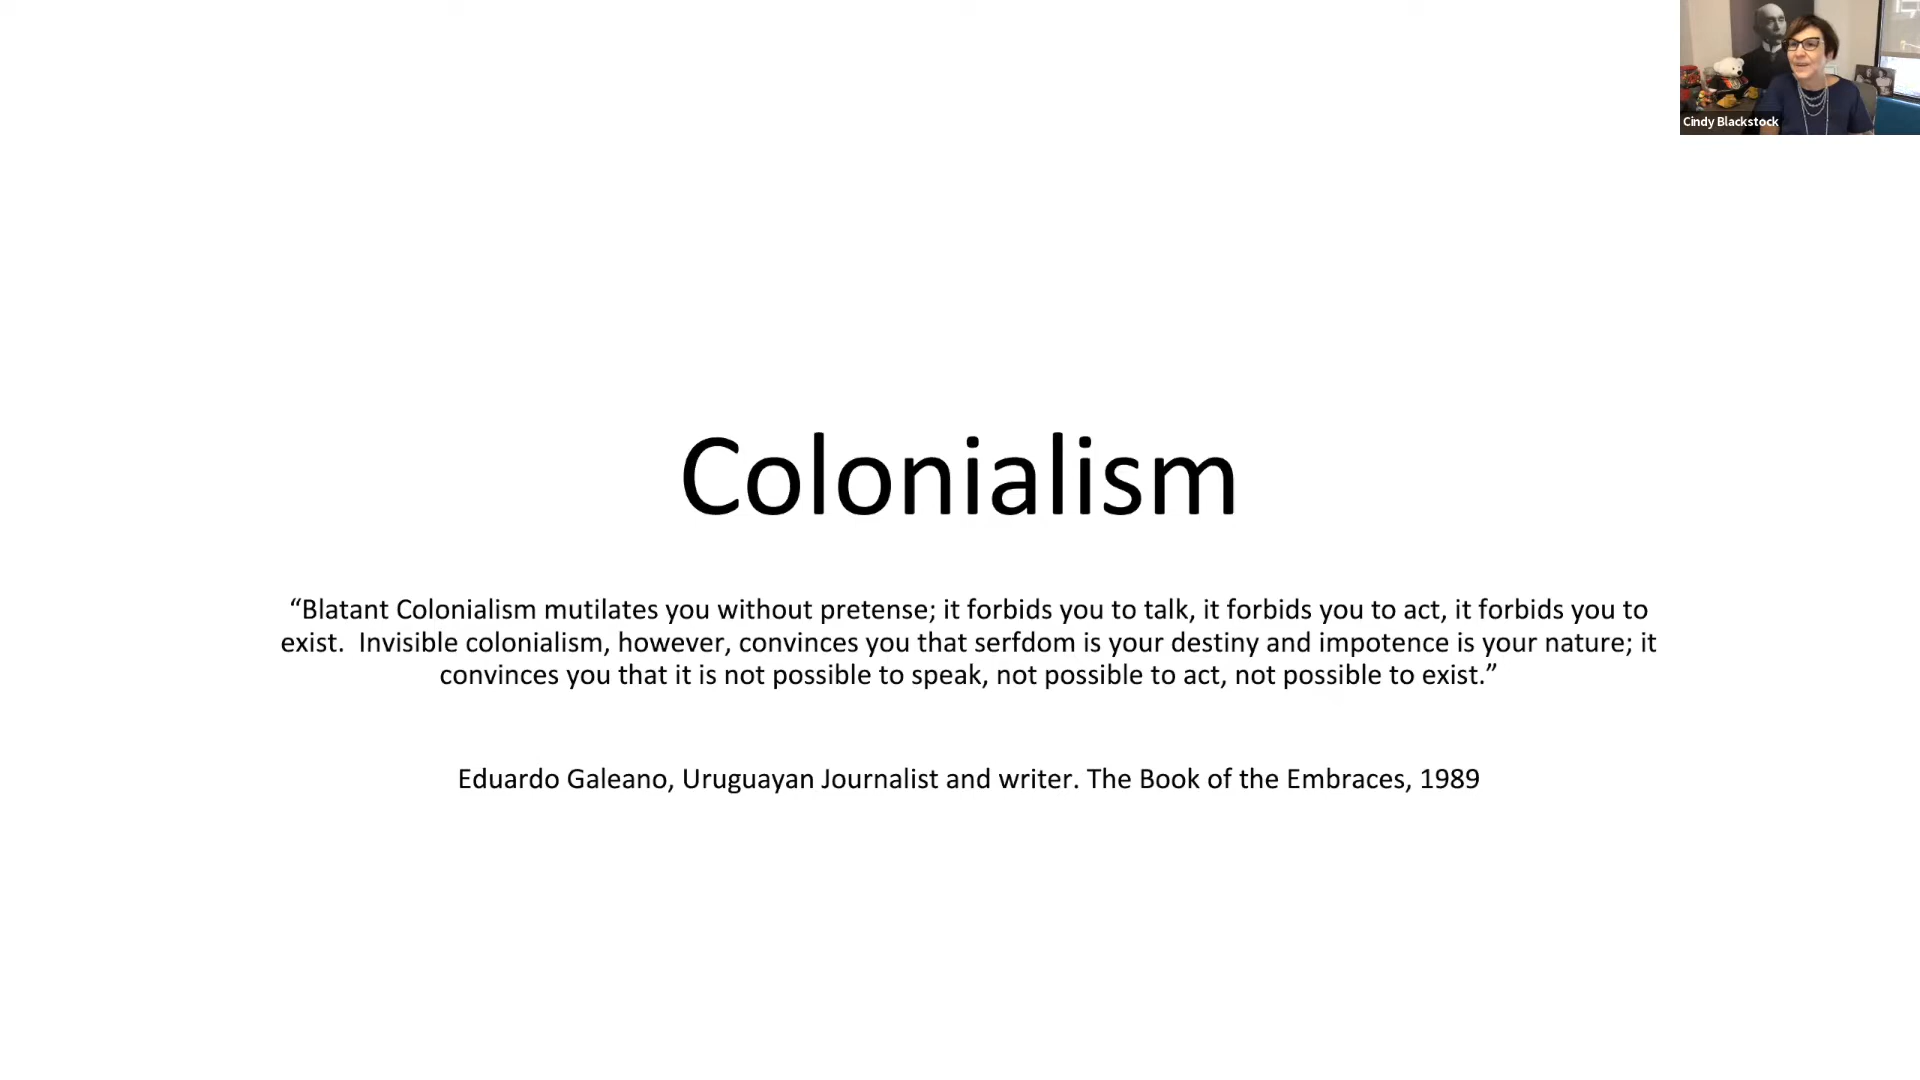 Cindy Blackstock
Colonialism
“Blatant Colonialism mutilates you without pretense; it forbids you to talk, it forbids you to act, it forbids you to
exist.  Invisible colonialism, however, convinces you that serfdom is your destiny and impotence is your nature; it
convinces you that it is not possible to speak, not possible to act, not possible to exist.”
Eduardo Galeano, Uruguayan Journalist and writer. The Book of the Embraces, 1989